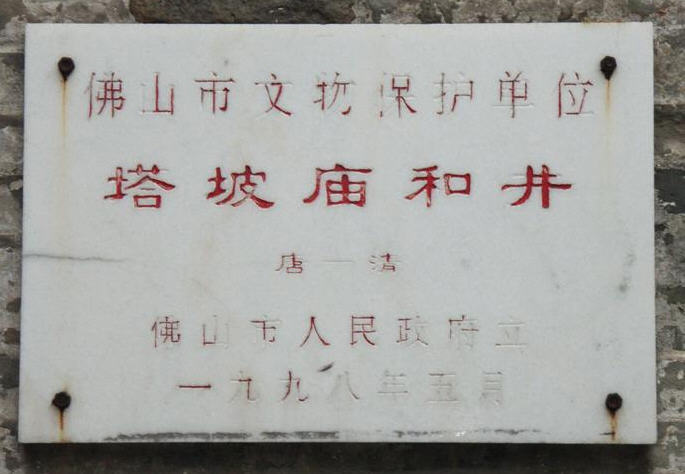 佛山市文物保护单位
塔坡庙和井
唐一清
佛山市人民政府立
一九九八年五月